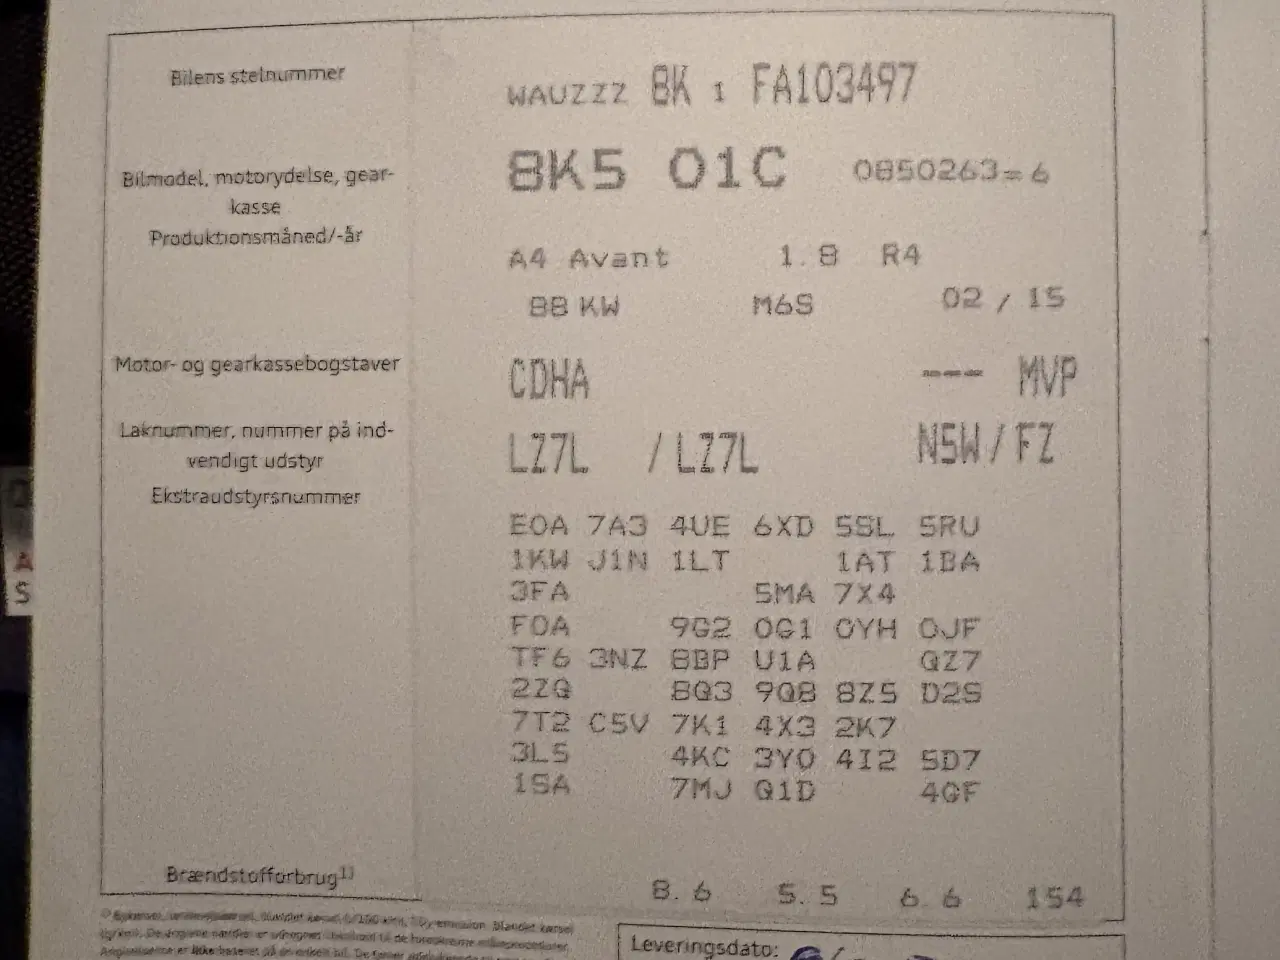 Bilens stelnummer
WAUZZZ 8K 1 FA103497
8K5 01C 0850263=6
Bilmodel, motorydelse, gear-
kasse
Produktionsmåned/-år
A4 Avant 1.8 R4
88 KW M6S 02 / 15
Motor- og gearkassebogstaver
CDHA --- MVP
Laknummer, nummer på ind-
vendigt udstyr
LZ7L / LZ7L N5W / FZ
Ekstraudstyrsnummer
E0A 7A3 4UE 6XD 5SL 5RU
1KW J1N 1LT 1AT 1BA
3FA 5MA 7X4
F0A 9G2 0G1 0YH 0JF
TF6 3NZ 8BP U1A QZ7
2ZQ 8Q3 9Q8 8Z5 D2S
7T2 C5V 7K1 4X3 2K7
3L5 4KC 3Y0 4I2 5D7
1SA 7MJ Q1D 4GF
Brændstofforbrug¹⁾
8.6 5.5 6.6 154
Leveringsdato:
A
S